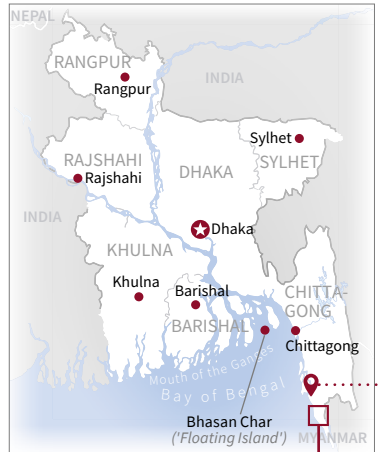 NEPAL
RANGPUR
Rangpur
INDIA
Sylhet
SYLHET
RAJSHAHI
Rajshahi
DHAKA
INDIA
Dhaka
KHULNA
Khulna
Barishal
BARISHAL
CHITTA-
GONG
Chittagong
Mouth of the Ganges
Bay of Bengal
Bhasan Char
('Floating Island')
MYANMAR